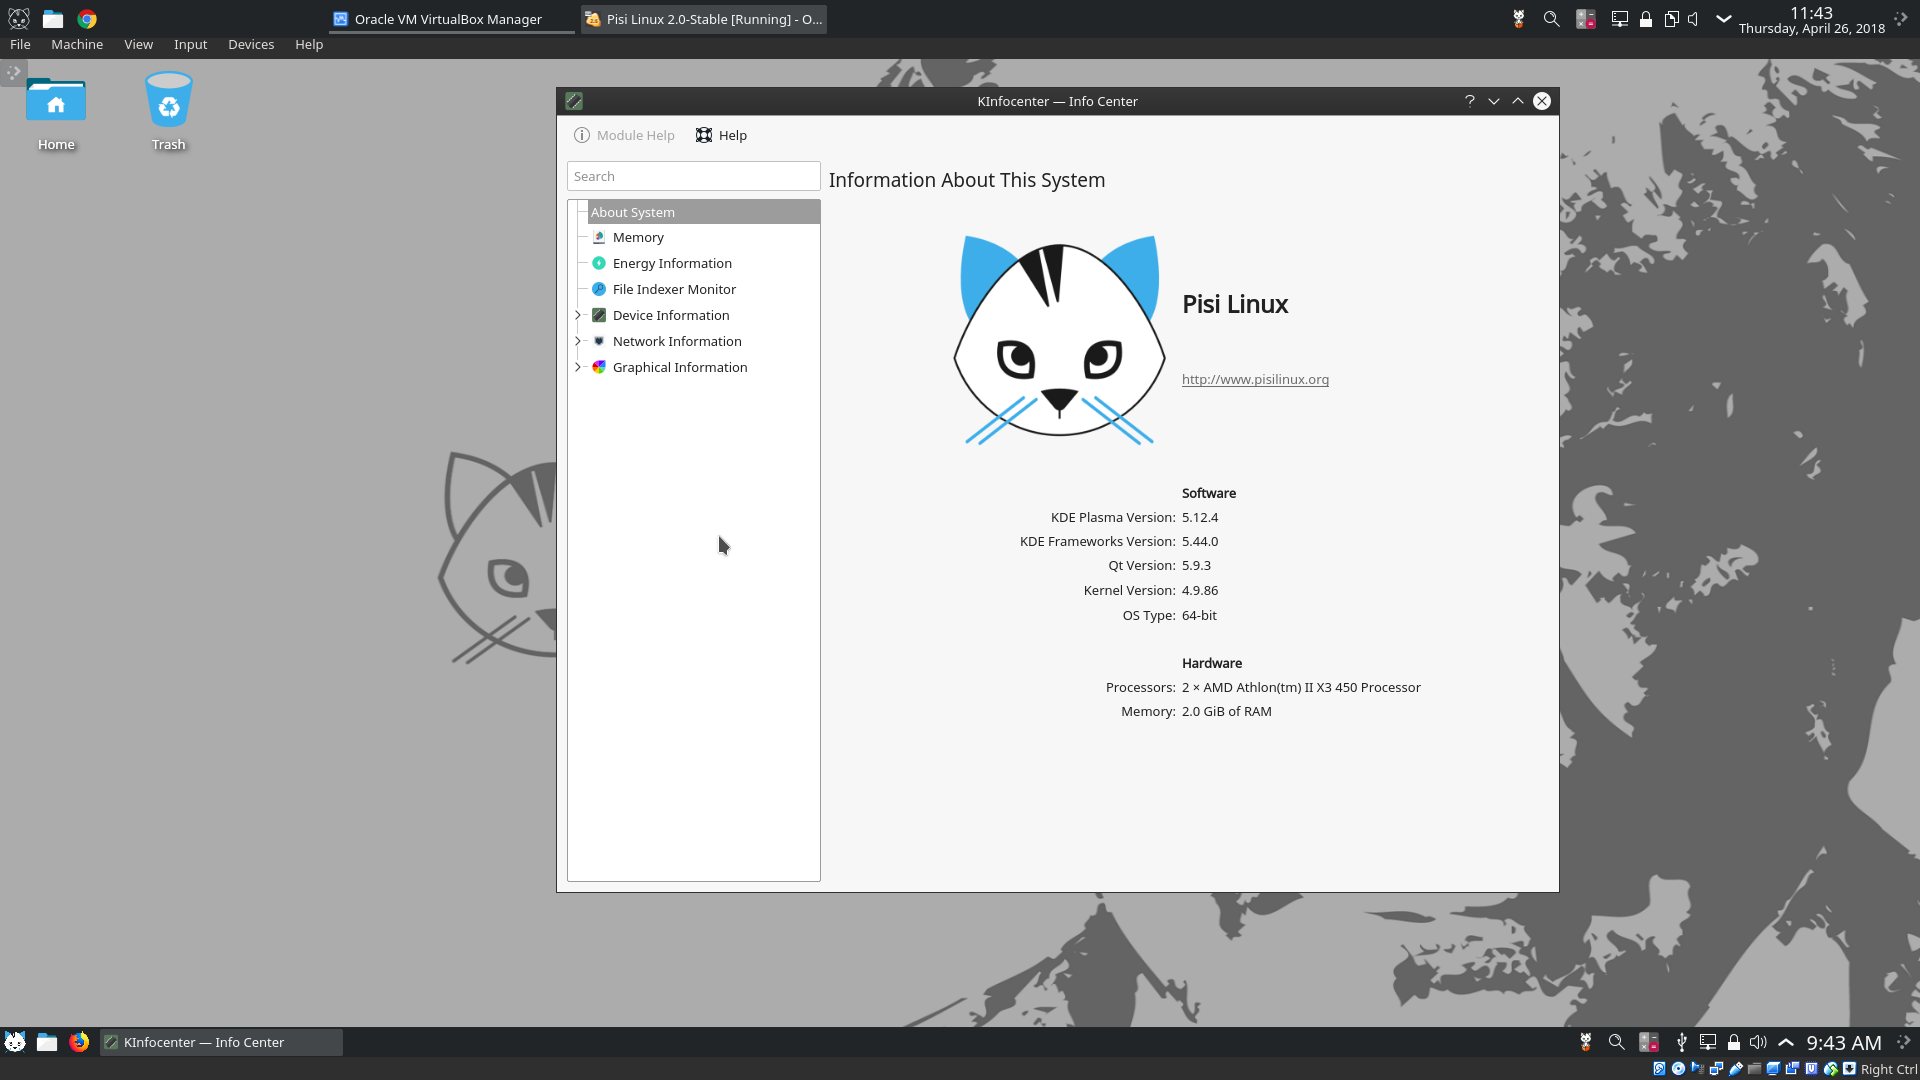 Oracle VM VirtualBox Manager
Pisi Linux 2.0-Stable [Running] - O...
11:43
Thursday, April 26, 2018
File Machine View Input Devices Help
Home
Trash
KInfocenter — Info Center
Module Help
Help
Search
Information About This System
About System
Memory
Energy Information
File Indexer Monitor
Device Information
Network Information
Graphical Information
Pisi Linux
http://www.pisilinux.org
Software
KDE Plasma Version: 5.12.4
KDE Frameworks Version: 5.44.0
Qt Version: 5.9.3
Kernel Version: 4.9.86
OS Type: 64-bit
Hardware
Processors: 2 × AMD Athlon(tm) II X3 450 Processor
Memory: 2.0 GiB of RAM
KInfocenter — Info Center
9:43 AM
Right Ctrl